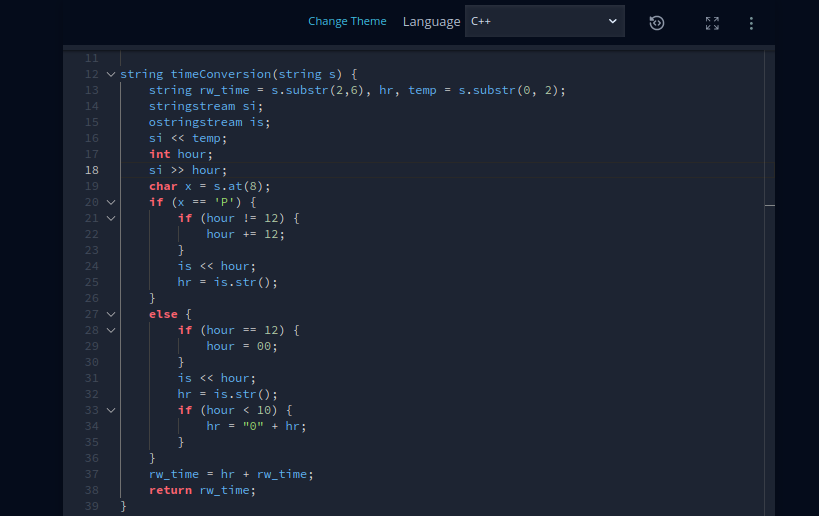 Change Theme Language C++
11
12 string timeConversion(string s) {
13 string rw_time = s.substr(2,6), hr, temp = s.substr(0, 2);
14 stringstream si;
15 ostringstream is;
16 si << temp;
17 int hour;
18 si >> hour;
19 char x = s.at(8);
20 if (x == 'P') {
21 if (hour != 12) {
22 hour += 12;
23 }
24 is << hour;
25 hr = is.str();
26 }
27 else {
28 if (hour == 12) {
29 hour = 00;
30 }
31 is << hour;
32 hr = is.str();
33 if (hour < 10) {
34 hr = "0" + hr;
35 }
36 }
37 rw_time = hr + rw_time;
38 return rw_time;
39 }